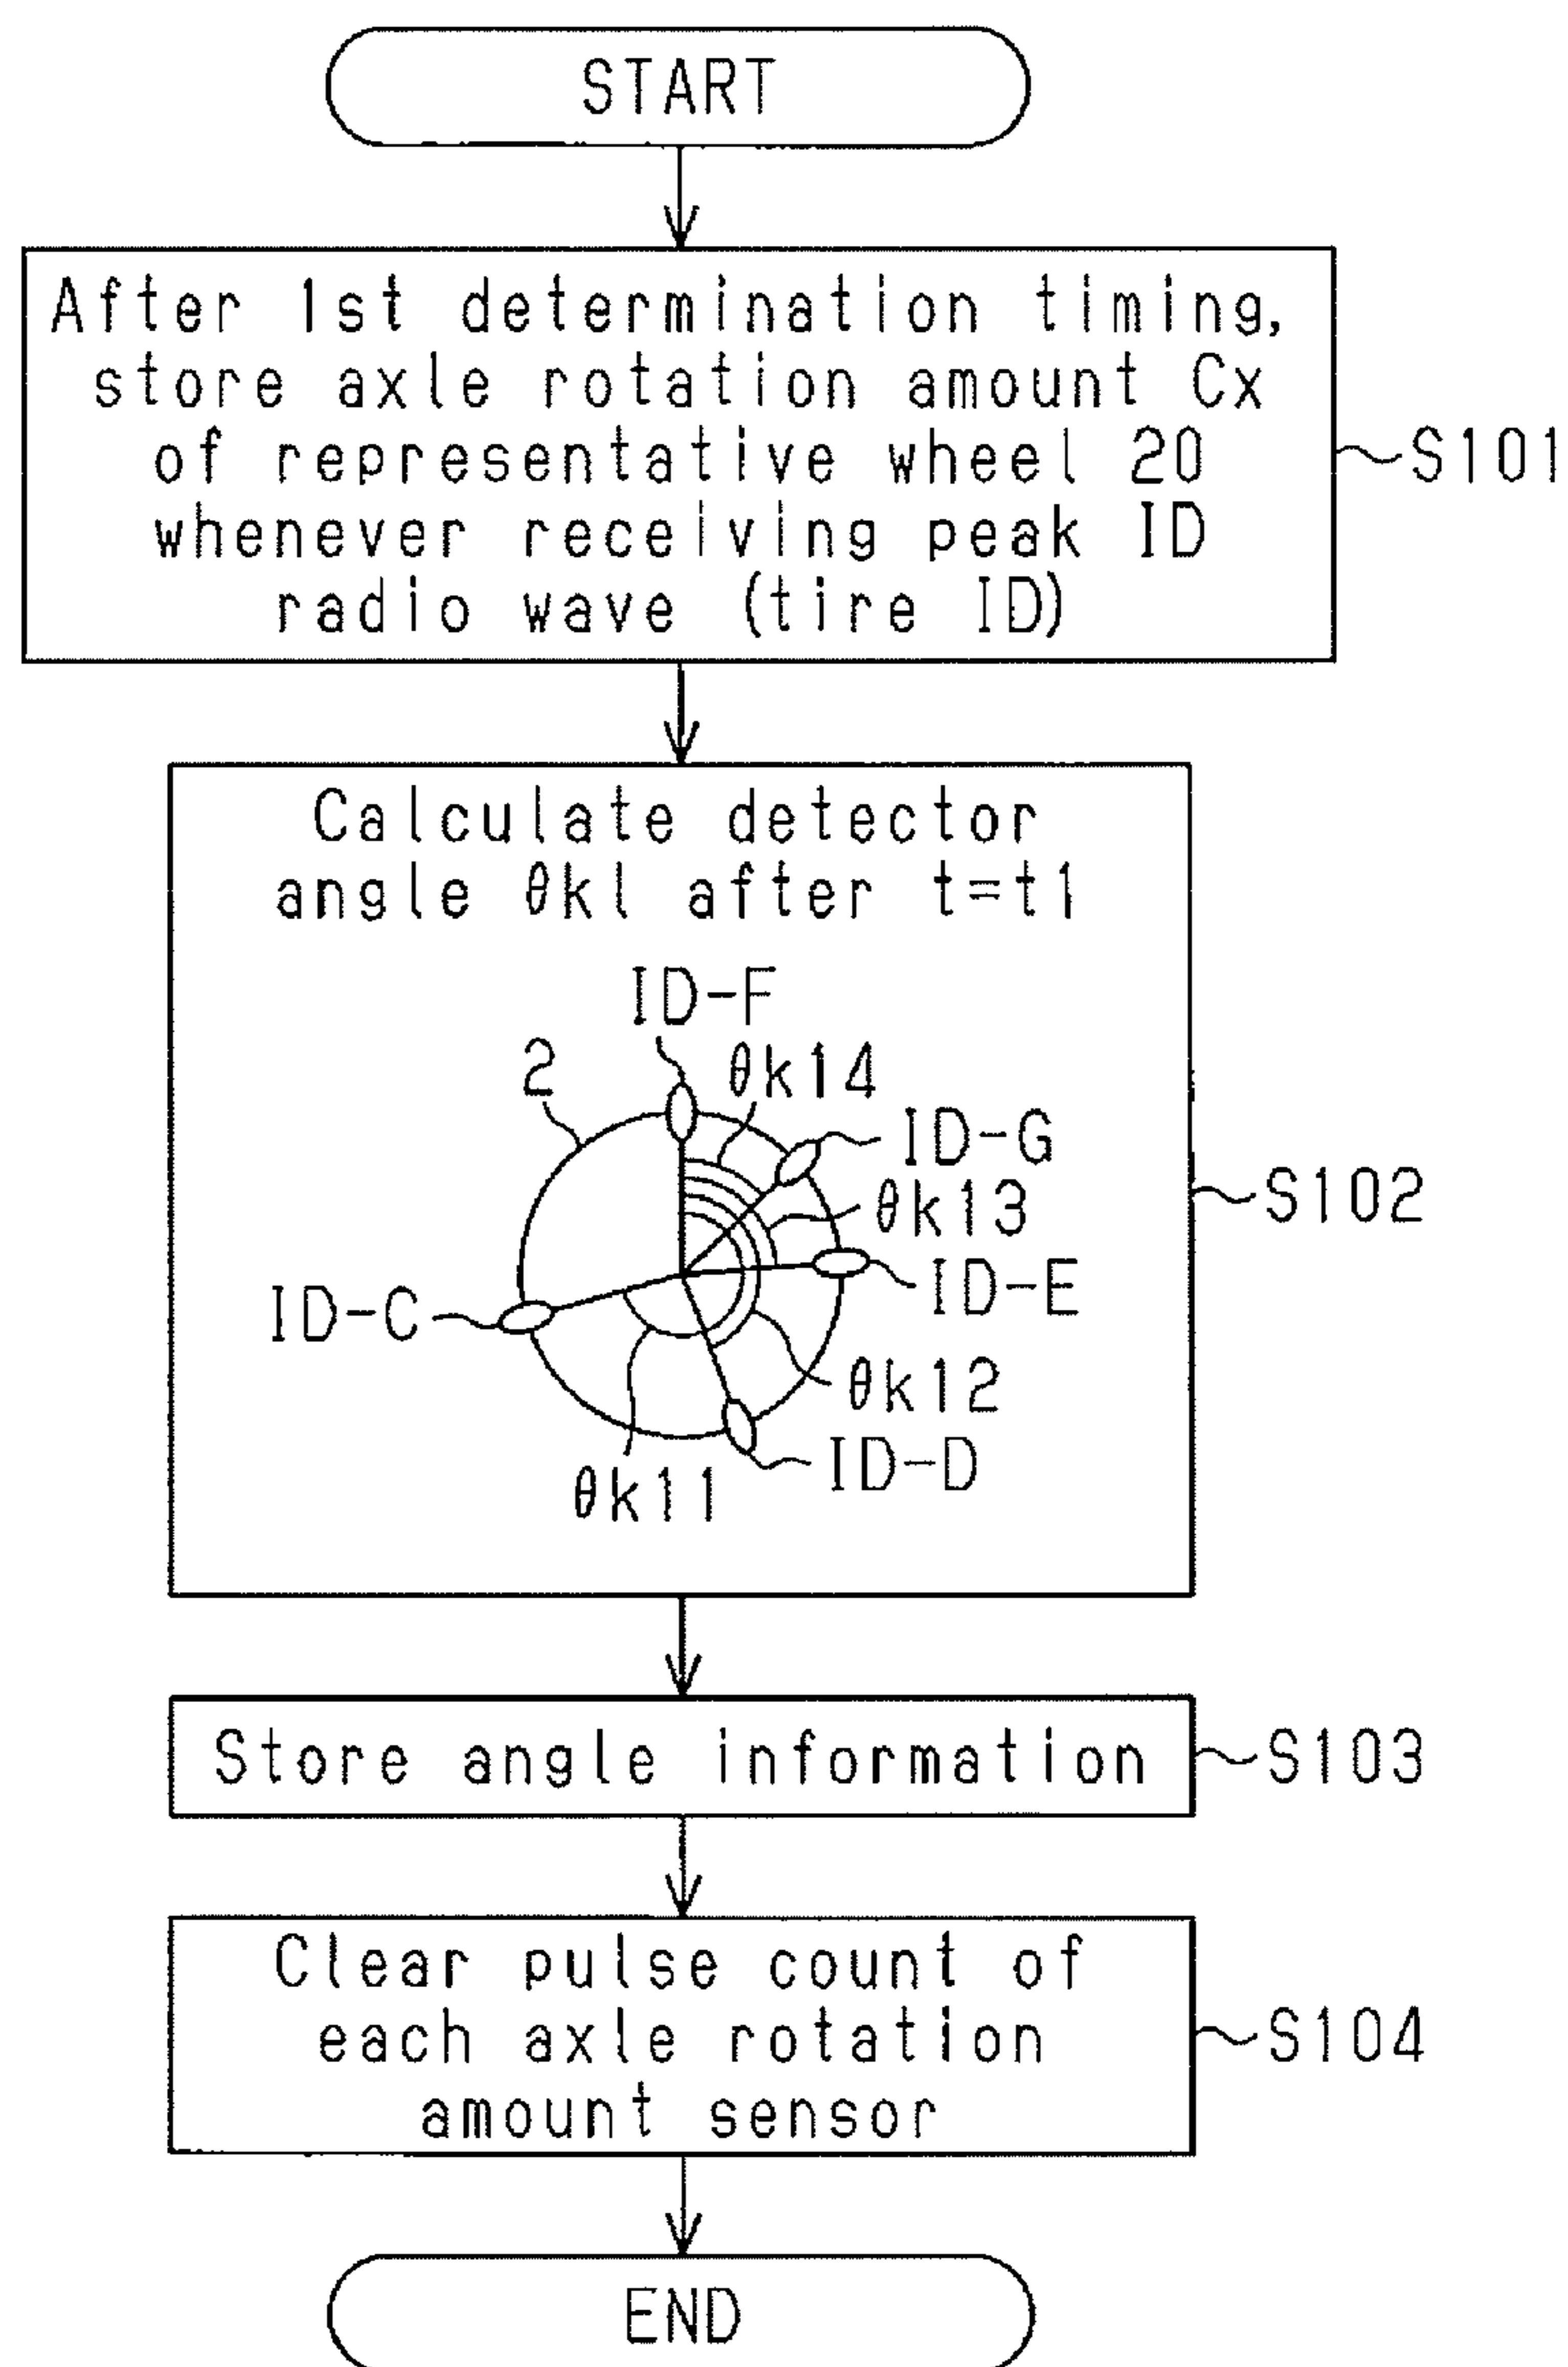 START
After 1st determination timing,
store axle rotation amount Cx
of representative wheel 20
whenever receiving peak ID
radio wave (tire ID)
S101
Calculate detector
angle θkl after t=t1
ID-F
2
θk14
ID-G
θk13
ID-E
ID-C
θk12
ID-D
θk11
S102
Store angle information
S103
Clear pulse count of
each axle rotation
amount sensor
S104
END